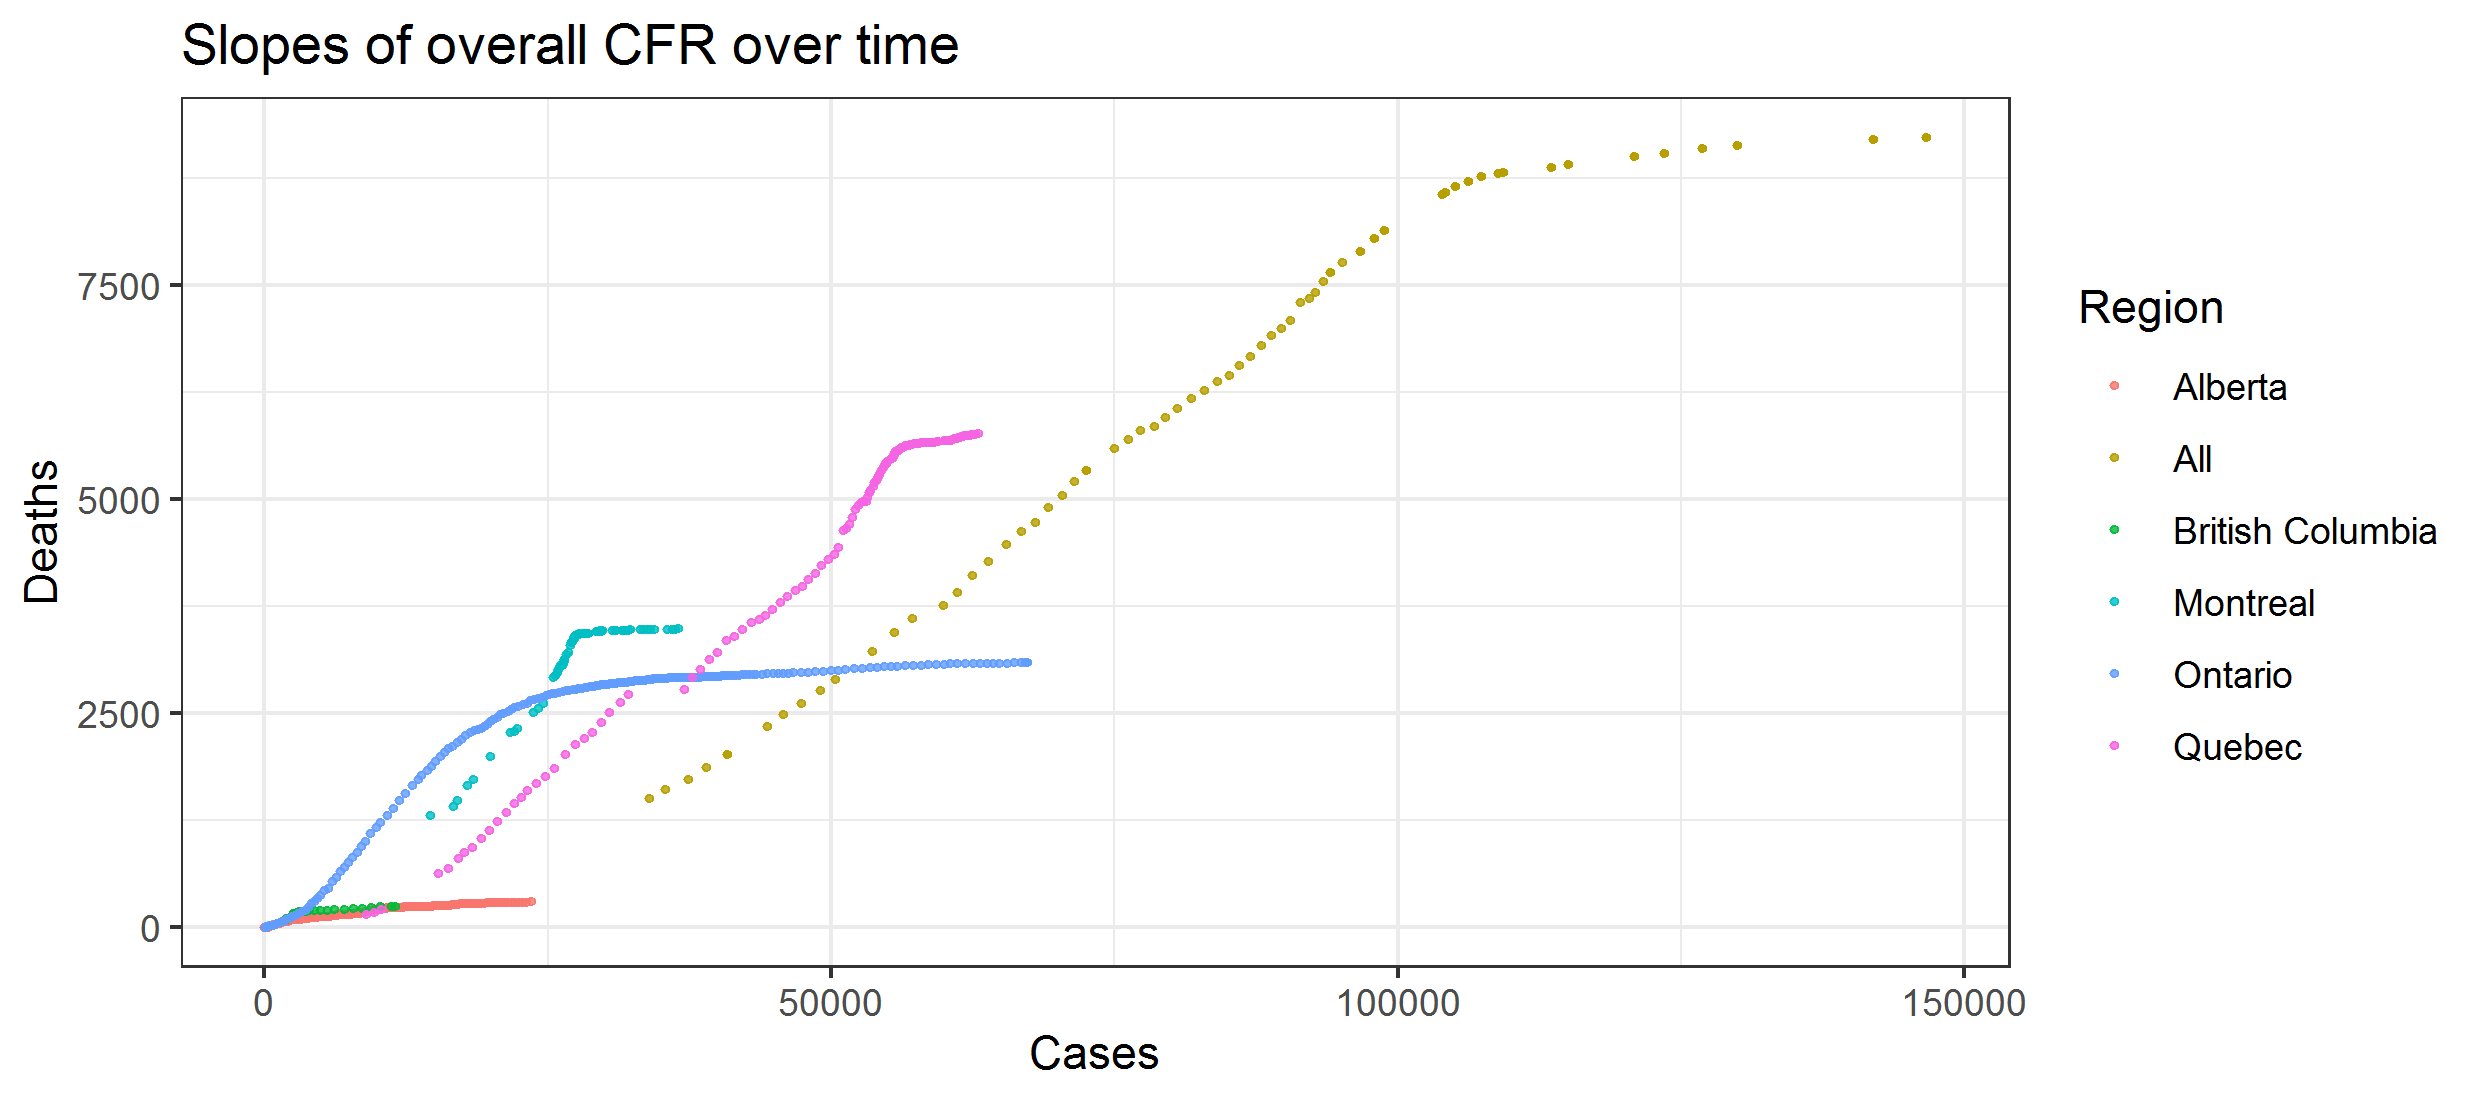 Slopes of overall CFR over time
Deaths
7500
5000
2500
0
0
50000
100000
150000
Cases
Region
Alberta
All
British Columbia
Montreal
Ontario
Quebec